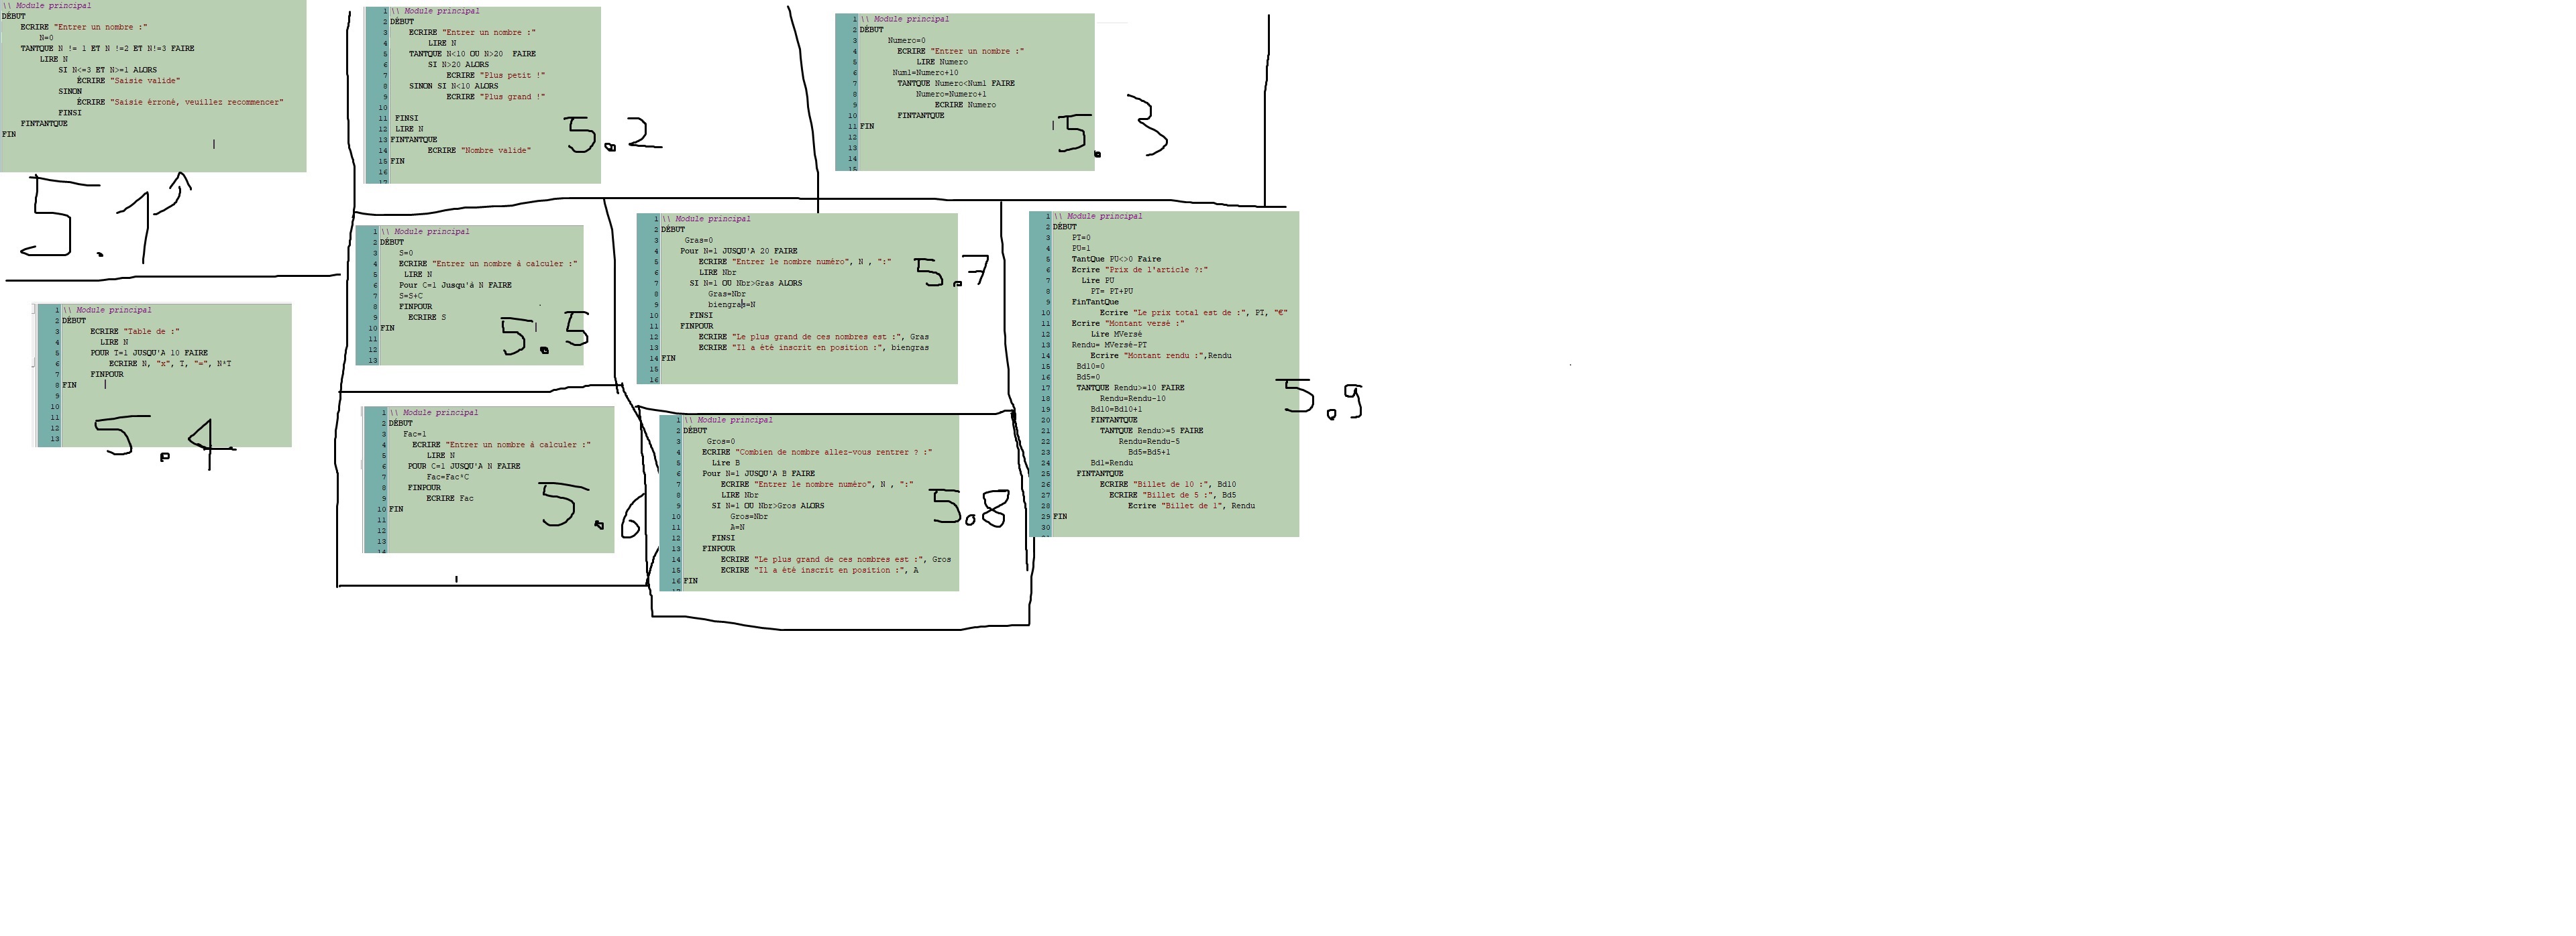 \\ Module principal
DÉBUT
ECRIRE "Entrer un nombre :"
N=0
TANTQUE N != 1 ET N !=2 ET N!=3 FAIRE
LIRE N
SI N<=3 ET N>=1 ALORS
ÉCRIRE "Saisie valide"
SINON
ÉCRIRE "Saisie érroné, veuillez recommencer"
FINSI
FINTANTQUE
FIN
5.1
1 \\ Module principal
2 DÉBUT
3 ECRIRE "Entrer un nombre :"
4 LIRE N
5 TANTQUE N<10 OU N>20 FAIRE
6 SI N>20 ALORS
7 ECRIRE "Plus petit !"
8 SINON SI N<10 ALORS
9 ECRIRE "Plus grand !"
10
11 FINSI
12 LIRE N
13 FINTANTQUE
14 ECRIRE "Nombre valide"
15 FIN
16
17
5.2
1 \\ Module principal
2 DÉBUT
3 Numero=0
4 ECRIRE "Entrer un nombre :"
5 LIRE Numero
6 Num1=Numero+10
7 TANTQUE Numero<Num1 FAIRE
8 Numero=Numero+1
9 ECRIRE Numero
10 FINTANTQUE
11 FIN
12
13
14
15
5.3
1 \\ Module principal
2 DÉBUT
3 ECRIRE "Table de :"
4 LIRE N
5 POUR T=1 JUSQU'A 10 FAIRE
6 ECRIRE N, "x", T, "=", N*T
7 FINPOUR
8 FIN
9
10
11
12
13
5.4
1 \\ Module principal
2 DÉBUT
3 S=0
4 ECRIRE "Entrer un nombre á calculer :"
5 LIRE N
6 Pour C=1 Jusqu'á N FAIRE
7 S=S+C
8 FINPOUR
9 ECRIRE S
10 FIN
11
12
13
5.5
1 \\ Module principal
2 DÉBUT
3 Fac=1
4 ECRIRE "Entrer un nombre á calculer :"
5 LIRE N
6 POUR C=1 JUSQU'A N FAIRE
7 Fac=Fac*C
8 FINPOUR
9 ECRIRE Fac
10 FIN
11
12
13
14
5.6
1 \\ Module principal
2 DÉBUT
3 Gras=0
4 Pour N=1 JUSQU'A 20 FAIRE
5 ECRIRE "Entrer le nombre numéro", N , ":"
6 LIRE Nbr
7 SI N=1 OU Nbr>Gras ALORS
8 Gras=Nbr
9 biengras=N
10 FINSI
11 FINPOUR
12 ECRIRE "Le plus grand de ces nombres est :", Gras
13 ECRIRE "Il a été inscrit en position :", biengras
14 FIN
15
16
5.7
1 \\ Module principal
2 DÉBUT
3 Gros=0
4 ECRIRE "Combien de nombre allez-vous rentrer ? :"
5 Lire B
6 Pour N=1 JUSQU'A B FAIRE
7 ECRIRE "Entrer le nombre numéro", N , ":"
8 LIRE Nbr
9 SI N=1 OU Nbr>Gros ALORS
10 Gros=Nbr
11 A=N
12 FINSI
13 FINPOUR
14 ECRIRE "Le plus grand de ces nombres est :", Gros
15 ECRIRE "Il a été inscrit en position :", A
16 FIN
17
5.8
1 \\ Module principal
2 DÉBUT
3 PT=0
4 PU=1
5 TantQue PU<>0 Faire
6 Ecrire "Prix de l'article ?:"
7 Lire PU
8 PT= PT+PU
9 FinTantQue
10 Ecrire "Le prix total est de :", PT, "€"
11 Ecrire "Montant versé :"
12 Lire MVersé
13 Rendu= MVersé-PT
14 Ecrire "Montant rendu :",Rendu
15 Bd10=0
16 Bd5=0
17 TANTQUE Rendu>=10 FAIRE
18 Rendu=Rendu-10
19 Bd10=Bd10+1
20 FINTANTQUE
21 TANTQUE Rendu>=5 FAIRE
22 Rendu=Rendu-5
23 Bd5=Bd5+1
24 Bd1=Rendu
25 FINTANTQUE
26 ECRIRE "Billet de 10 :", Bd10
27 ECRIRE "Billet de 5 :", Bd5
28 Ecrire "Billet de 1", Rendu
29 FIN
30
5.9